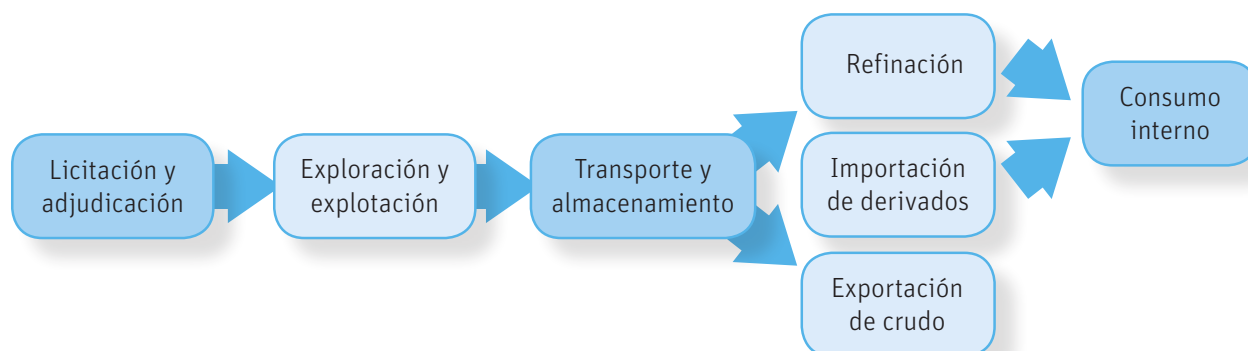 Licitación y
adjudicación
Exploración y
explotación
Transporte y
almacenamiento
Refinación
Importación
de derivados
Exportación
de crudo
Consumo
interno